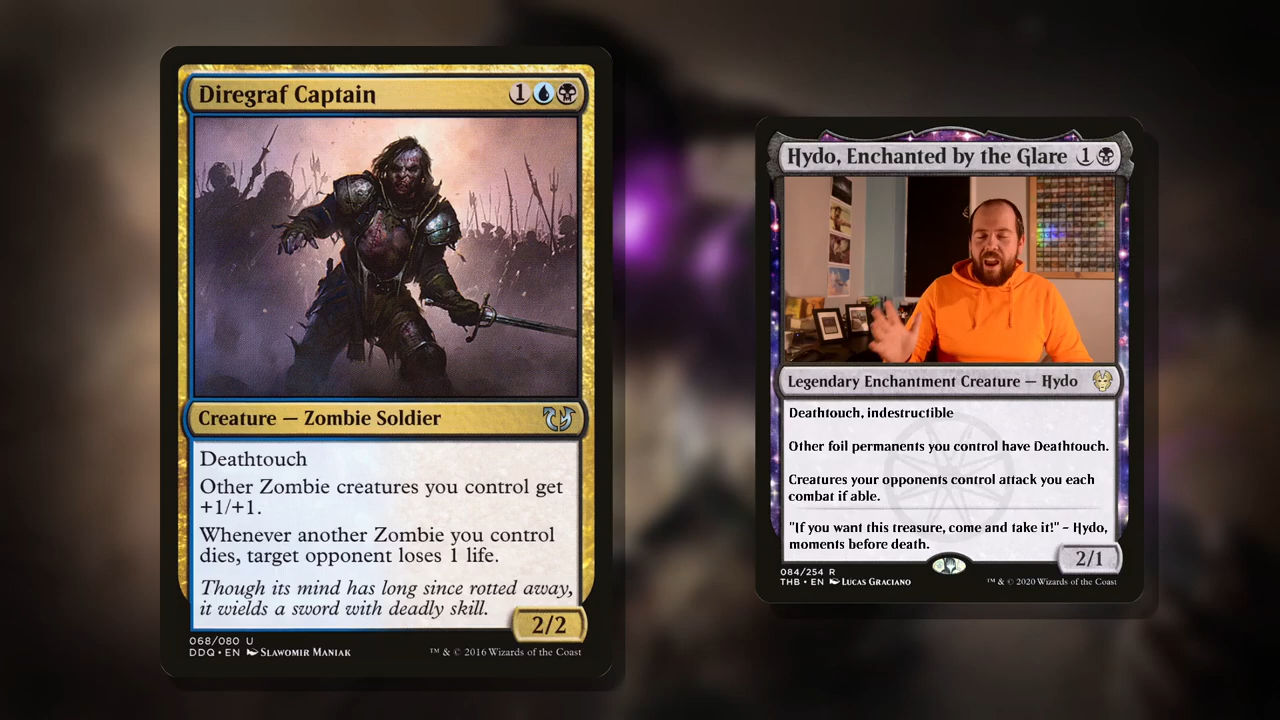 Diregraf Captain 1
Creature — Zombie Soldier
Deathtouch
Other Zombie creatures you control get
+1/+1.
Whenever another Zombie you control
dies, target opponent loses 1 life.
Though its mind has long since rotted away,
it wields a sword with deadly skill.
2/2
068/080 U
DDQ • EN Slawomir Maniak
™ & © 2016 Wizards of the Coast
Hydo, Enchanted by the Glare 1
Legendary Enchantment Creature — Hydo
Deathtouch, indestructible
Other foil permanents you control have Deathtouch.
Creatures your opponents control attack you each
combat if able.
"If you want this treasure, come and take it!" – Hydo,
moments before death.
2/1
084/254 R
THB • EN Lucas Graciano
™ & © 2020 Wizards of the Coast